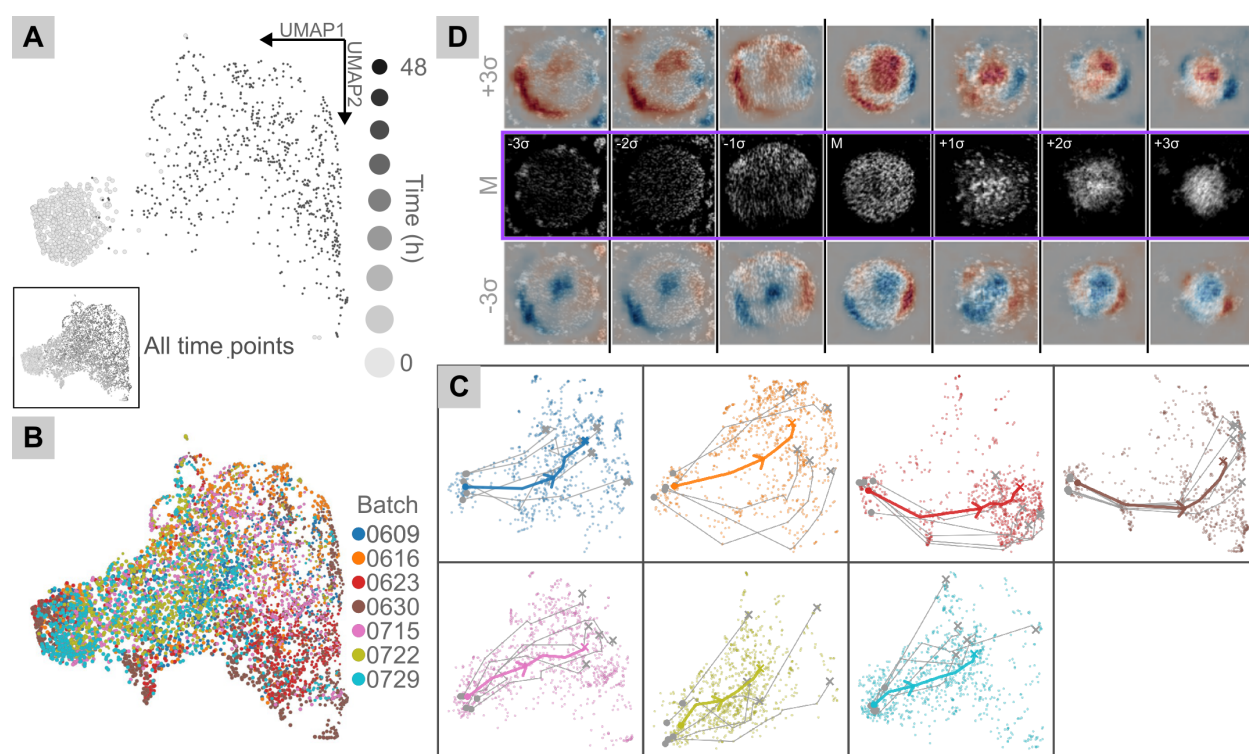 A
UMAP1
UMAP2
48
Time (h)
0
All time points
B
Batch
0609
0616
0623
0630
0715
0722
0729
D
+3σ
M
-3σ
-3σ
-2σ
-1σ
M
+1σ
+2σ
+3σ
C